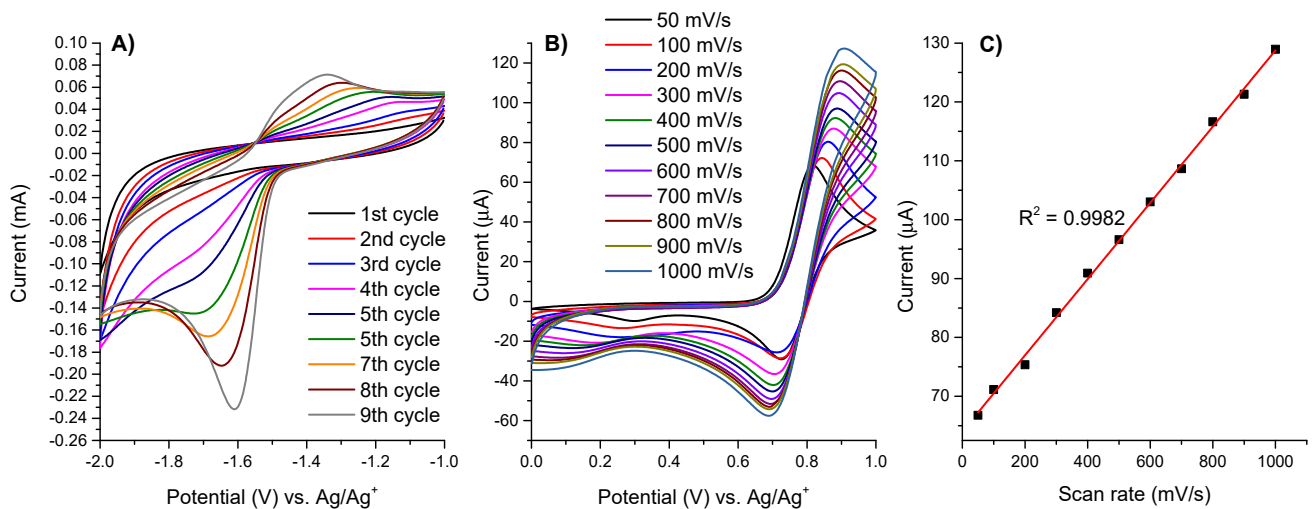 A)
0.10
0.08
0.06
0.04
0.02
0.00
-0.02
-0.04
-0.06
-0.08
-0.10
-0.12
-0.14
-0.16
-0.18
-0.20
-0.22
-0.24
-0.26
Current (mA)
1st cycle
2nd cycle
3rd cycle
4th cycle
5th cycle
5th cycle
7th cycle
8th cycle
9th cycle
-2.0 -1.8 -1.6 -1.4 -1.2 -1.0
Potential (V) vs. Ag/Ag⁺
B)
50 mV/s
100 mV/s
200 mV/s
300 mV/s
400 mV/s
500 mV/s
600 mV/s
700 mV/s
800 mV/s
900 mV/s
1000 mV/s
120
100
80
60
40
20
0
-20
-40
-60
Current (µA)
0.0 0.2 0.4 0.6 0.8 1.0
Potential (V) vs. Ag/Ag⁺
C)
130
120
110
100
90
80
70
Current (µA)
R² = 0.9982
0 200 400 600 800 1000
Scan rate (mV/s)